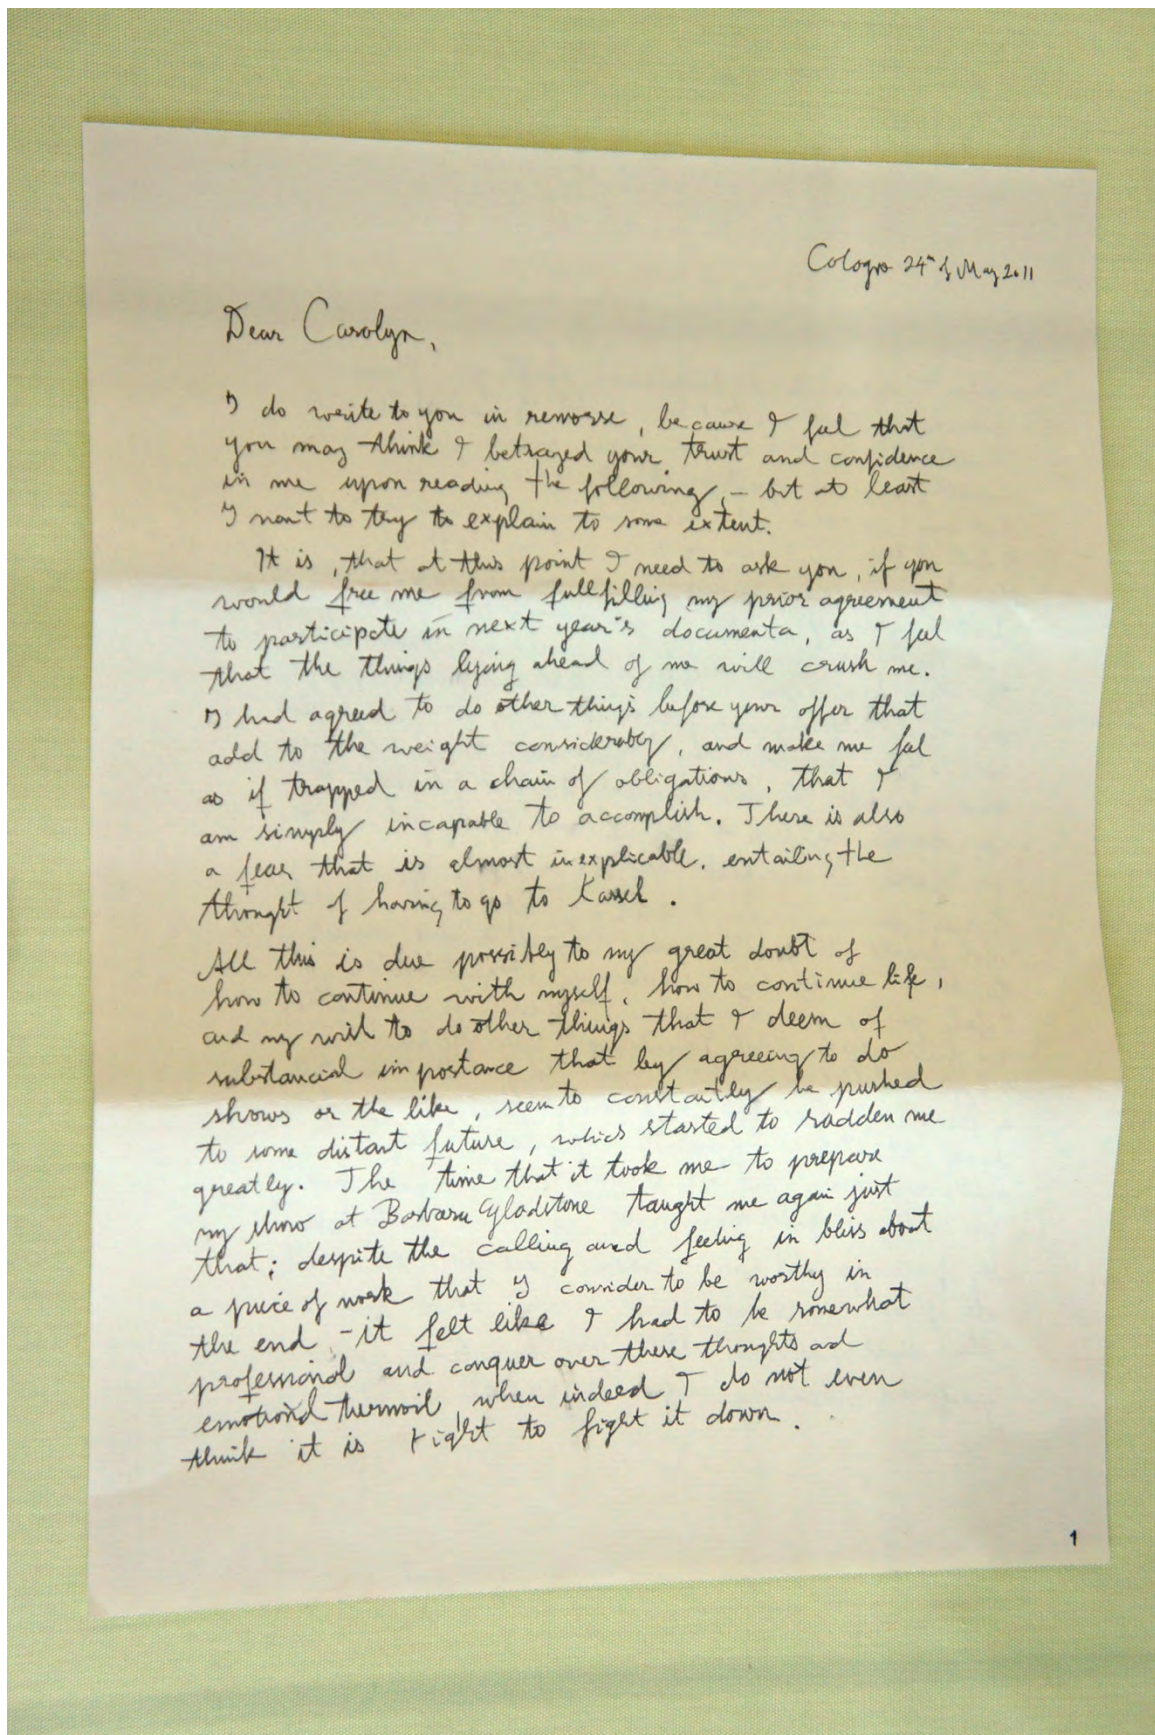 Cologne 24th of May 2011
Dear Carolyn,
I do write to you in remorse, because I feel that
you may think I betrayed your trust and confidence
in me upon reading the following, – but at least
I want to try to explain to some extent.
It is, that at this point I need to ask you, if you
would free me from fullfilling my prior agreement
to participate in next year's documenta, as I feel
that the things lying ahead of me will crush me.
I had agreed to do other things before your offer that
add to the weight considerably, and make me feel
as if trapped in a chain of obligations, that I
am simply incapable to accomplish. There is also
a fear that is almost inexplicable, entailing the
thought of having to go to Kassel.
All this is due possibly to my great doubt of
how to continue with myself, how to continue life,
and my wish to do other things that I deem of
substancial importance that by agreeing to do
shows or the like, seem to constantly be pushed
to some distant future, which started to sadden me
greatly. The time that it took me to prepare
my show at Barbara Gladstone taught me again just
that; despite the calling and feeling in bliss about
a piece of work that I consider to be worthy in
the end – it felt like I had to be somewhat
professional and conquer over these thoughts and
emotional thermoil, when indeed I do not even
think it is right to fight it down.
1